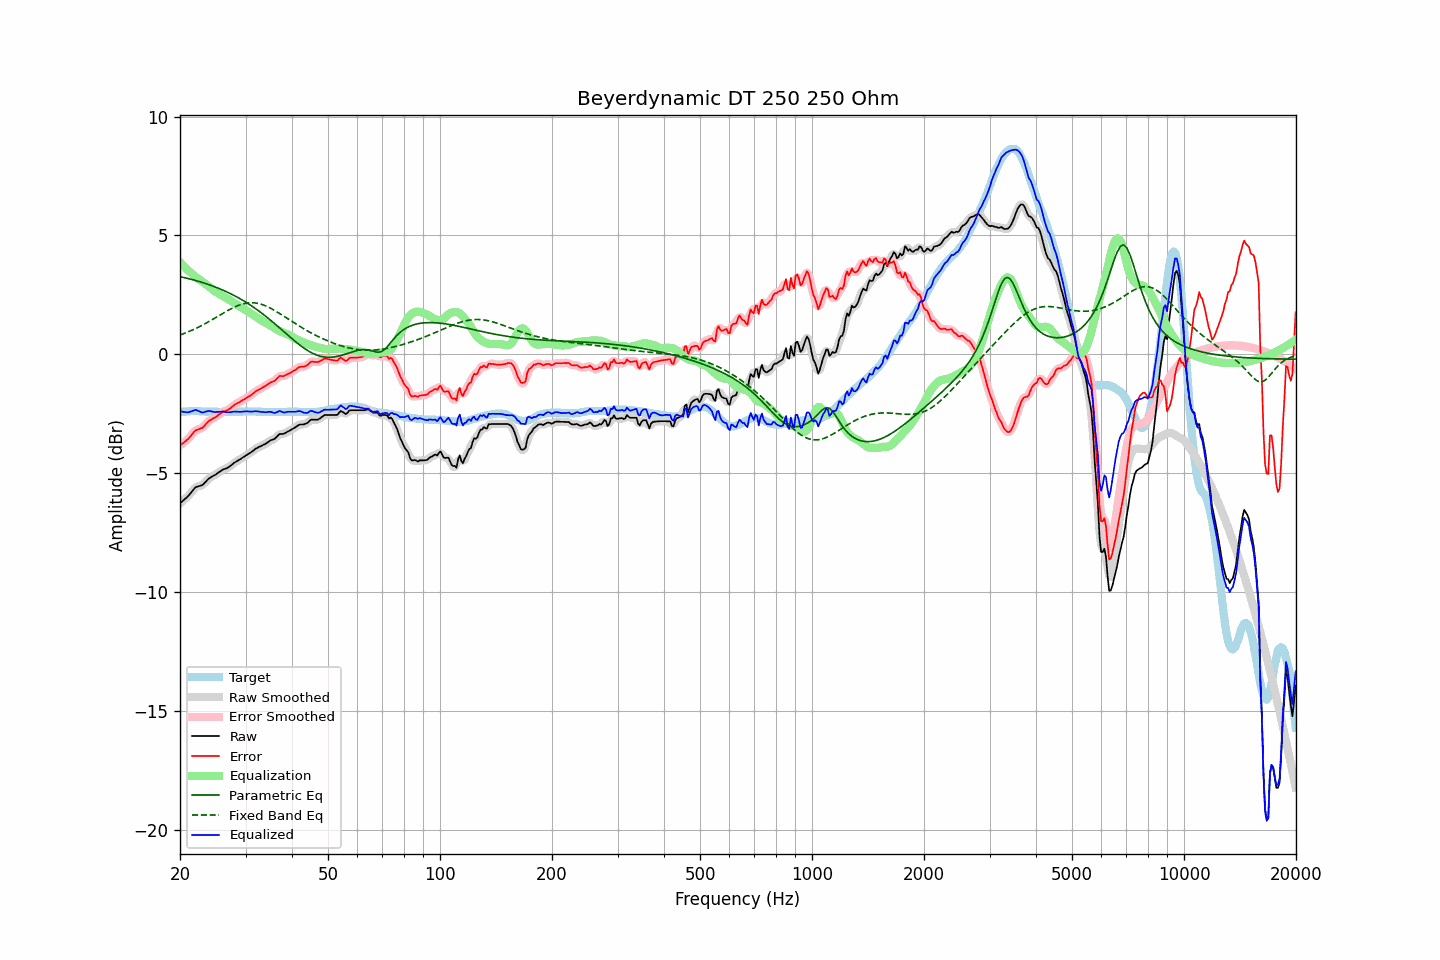 Beyerdynamic DT 250 250 Ohm
10
5
0
−5
−10
−15
−20
Amplitude (dBr)
Target
Raw Smoothed
Error Smoothed
Raw
Error
Equalization
Parametric Eq
Fixed Band Eq
Equalized
20 50 100 200 500 1000 2000 5000 10000 20000
Frequency (Hz)